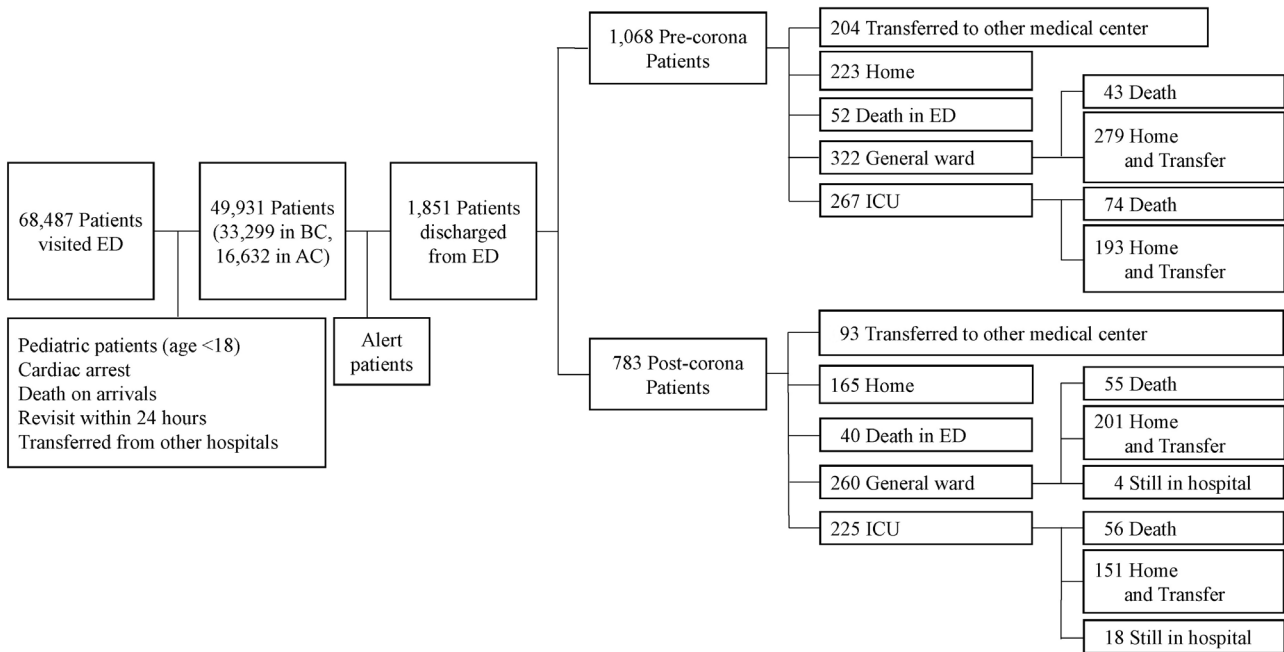 68,487 Patients
visited ED
Pediatric patients (age <18)
Cardiac arrest
Death on arrivals
Revisit within 24 hours
Transferred from other hospitals
49,931 Patients
(33,299 in BC,
16,632 in AC)
Alert
patients
1,851 Patients
discharged
from ED
1,068 Pre-corona
Patients
204 Transferred to other medical center
223 Home
52 Death in ED
322 General ward
43 Death
279 Home
and Transfer
267 ICU
74 Death
193 Home
and Transfer
783 Post-corona
Patients
93 Transferred to other medical center
165 Home
40 Death in ED
260 General ward
55 Death
201 Home
and Transfer
4 Still in hospital
225 ICU
56 Death
151 Home
and Transfer
18 Still in hospital